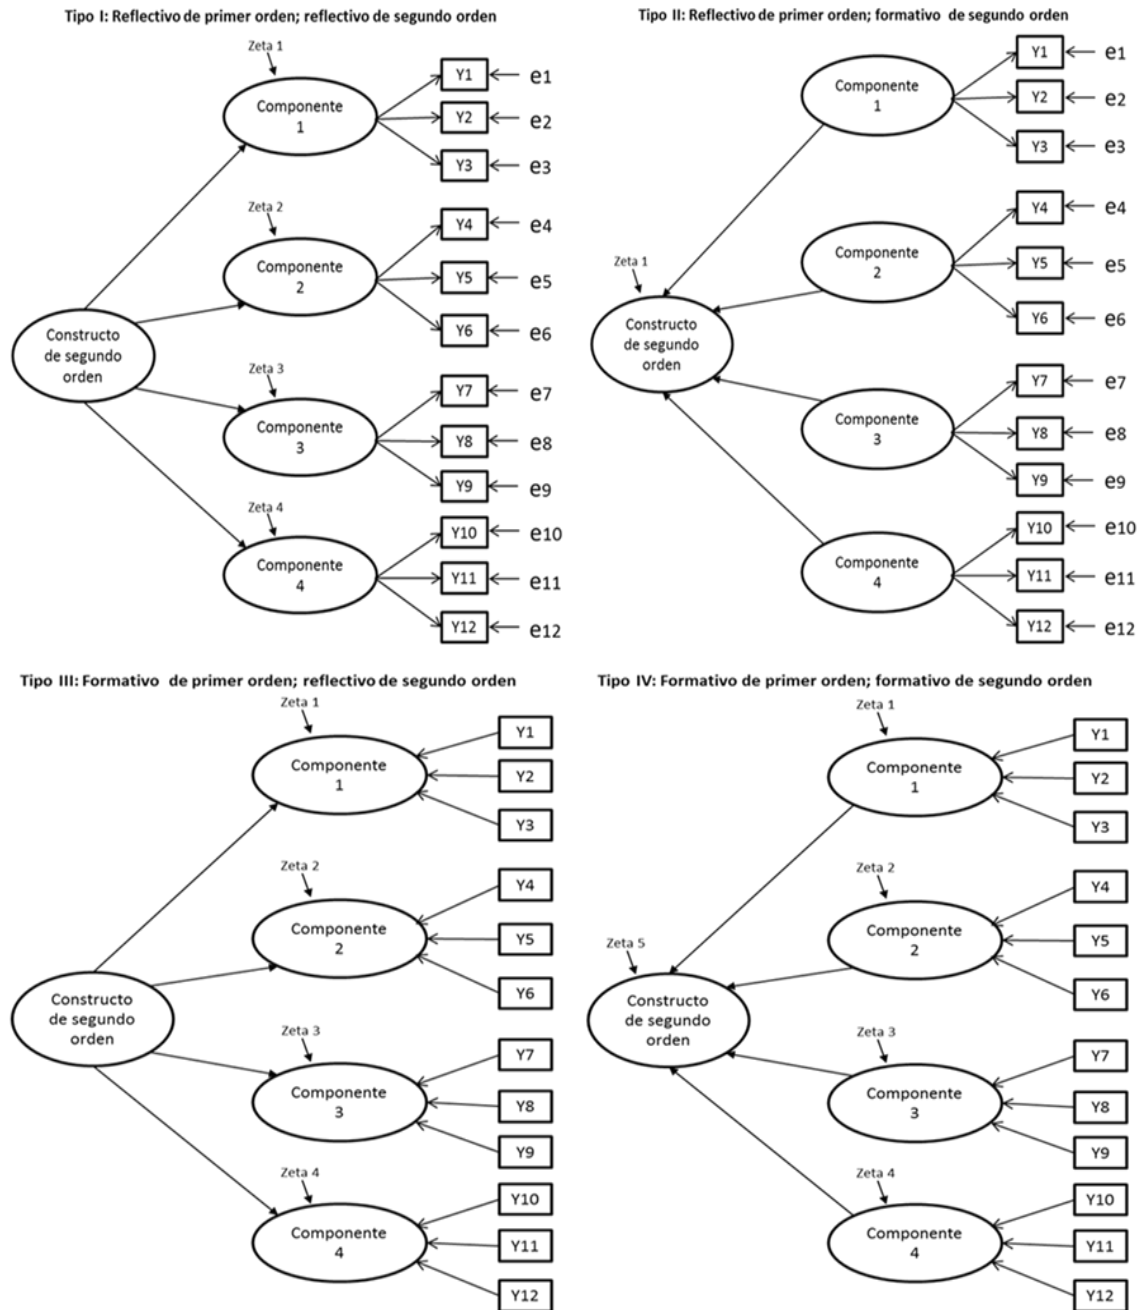 Tipo I: Reflectivo de primer orden; reflectivo de segundo orden
Zeta 1
Componente
1
Y1
e1
Y2
e2
Y3
e3
Zeta 2
Componente
2
Y4
e4
Y5
e5
Y6
e6
Constructo
de segundo
orden
Zeta 3
Componente
3
Y7
e7
Y8
e8
Y9
e9
Zeta 4
Componente
4
Y10
e10
Y11
e11
Y12
e12
Tipo II: Reflectivo de primer orden; formativo de segundo orden
Componente
1
Y1
e1
Y2
e2
Y3
e3
Componente
2
Y4
e4
Y5
e5
Y6
e6
Zeta 1
Constructo
de segundo
orden
Componente
3
Y7
e7
Y8
e8
Y9
e9
Componente
4
Y10
e10
Y11
e11
Y12
e12
Tipo III: Formativo de primer orden; reflectivo de segundo orden
Zeta 1
Componente
1
Y1
Y2
Y3
Zeta 2
Componente
2
Y4
Y5
Y6
Constructo
de segundo
orden
Zeta 3
Componente
3
Y7
Y8
Y9
Zeta 4
Componente
4
Y10
Y11
Y12
Tipo IV: Formativo de primer orden; formativo de segundo orden
Zeta 1
Componente
1
Y1
Y2
Y3
Zeta 2
Componente
2
Y4
Y5
Y6
Zeta 5
Constructo
de segundo
orden
Zeta 3
Componente
3
Y7
Y8
Y9
Zeta 4
Componente
4
Y10
Y11
Y12